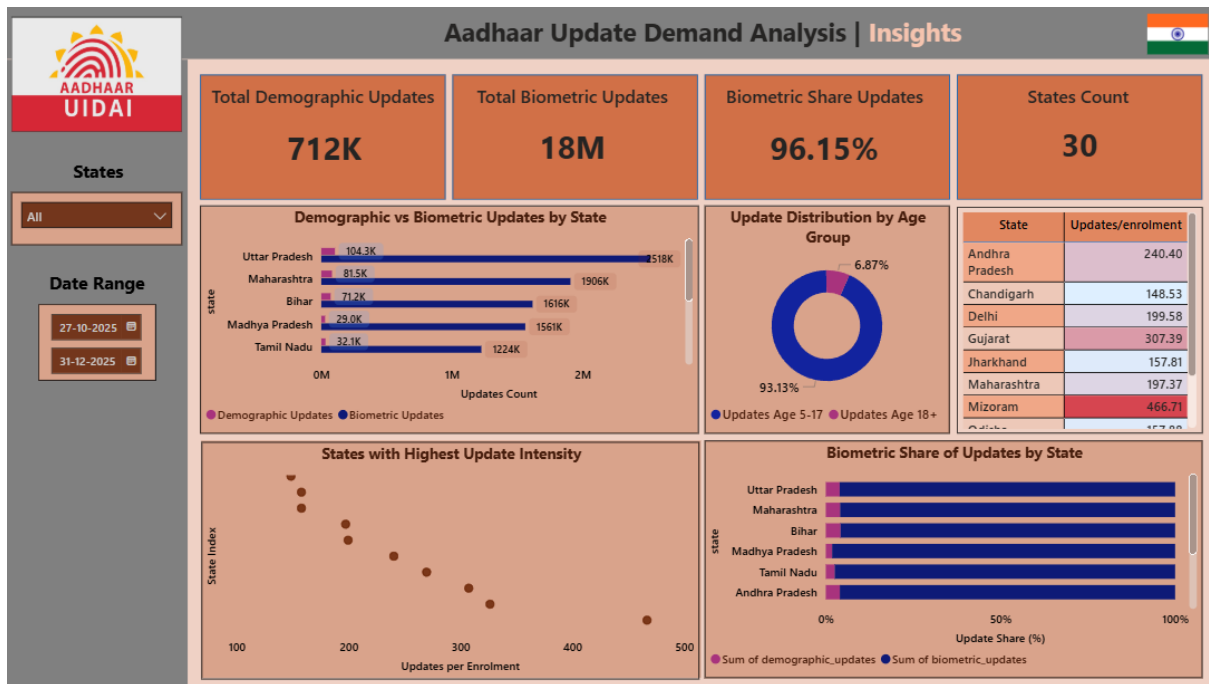 Aadhaar Update Demand Analysis | Insights
AADHAAR
UIDAI
States
All
Date Range
27-10-2025
31-12-2025
Total Demographic Updates
712K
Total Biometric Updates
18M
Biometric Share Updates
96.15%
States Count
30
Demographic vs Biometric Updates by State
state
Uttar Pradesh 104.3K 2518K
Maharashtra 81.5K 1906K
Bihar 71.2K 1616K
Madhya Pradesh 29.0K 1561K
Tamil Nadu 32.1K 1224K
0M 1M 2M
Updates Count
Demographic Updates Biometric Updates
Update Distribution by Age
Group
6.87%
93.13%
Updates Age 5-17 Updates Age 18+
State Updates/enrolment
Andhra
Pradesh 240.40
Chandigarh 148.53
Delhi 199.58
Gujarat 307.39
Jharkhand 157.81
Maharashtra 197.37
Mizoram 466.71
States with Highest Update Intensity
State Index
100 200 300 400 500
Updates per Enrolment
Biometric Share of Updates by State
state
Uttar Pradesh
Maharashtra
Bihar
Madhya Pradesh
Tamil Nadu
Andhra Pradesh
0% 50% 100%
Update Share (%)
Sum of demographic_updates Sum of biometric_updates